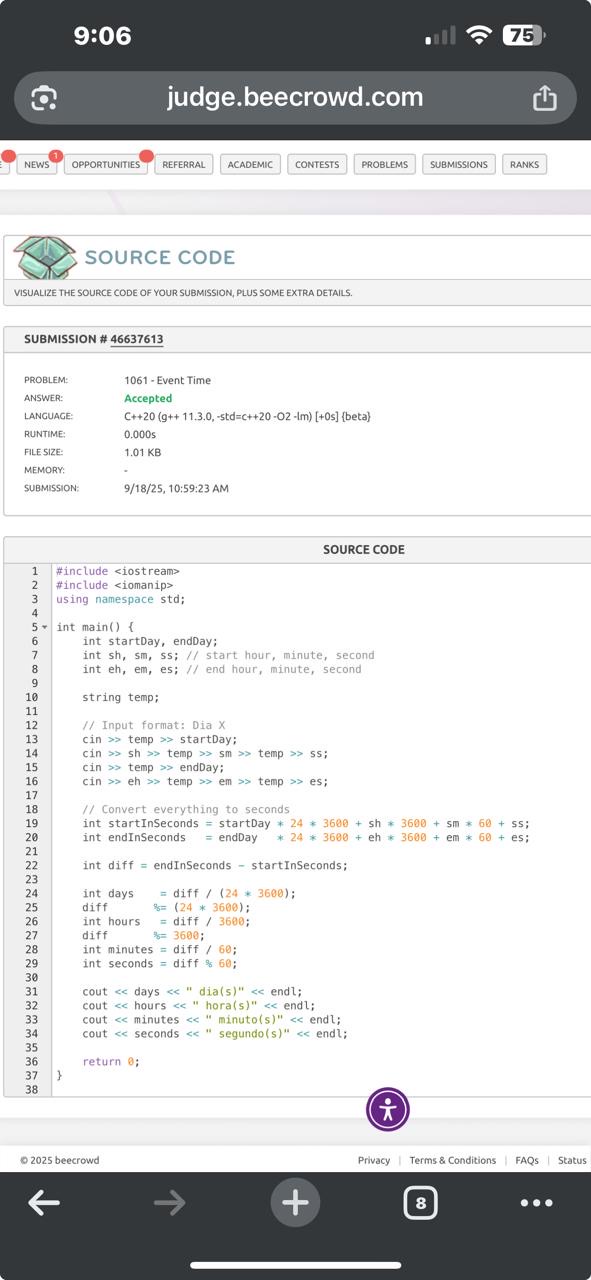 9:06
75
judge.beecrowd.com
NEWS 1 OPPORTUNITIES REFERRAL ACADEMIC CONTESTS PROBLEMS SUBMISSIONS RANKS
SOURCE CODE
VISUALIZE THE SOURCE CODE OF YOUR SUBMISSION, PLUS SOME EXTRA DETAILS.
SUBMISSION # 46637613
PROBLEM: 1061 - Event Time
ANSWER: Accepted
LANGUAGE: C++20 (g++ 11.3.0, -std=c++20 -O2 -lm) [+0s] {beta}
RUNTIME: 0.000s
FILE SIZE: 1.01 KB
MEMORY: -
SUBMISSION: 9/18/25, 10:59:23 AM
SOURCE CODE
1 #include <iostream>
2 #include <iomanip>
3 using namespace std;
4
5 int main() {
6     int startDay, endDay;
7     int sh, sm, ss; // start hour, minute, second
8     int eh, em, es; // end hour, minute, second
9
10     string temp;
11
12     // Input format: Dia X
13     cin >> temp >> startDay;
14     cin >> sh >> temp >> sm >> temp >> ss;
15     cin >> temp >> endDay;
16     cin >> eh >> temp >> em >> temp >> es;
17
18     // Convert everything to seconds
19     int startInSeconds = startDay * 24 * 3600 + sh * 3600 + sm * 60 + ss;
20     int endInSeconds   = endDay   * 24 * 3600 + eh * 3600 + em * 60 + es;
21
22     int diff = endInSeconds - startInSeconds;
23
24     int days    = diff / (24 * 3600);
25     diff       %= (24 * 3600);
26     int hours   = diff / 3600;
27     diff       %= 3600;
28     int minutes = diff / 60;
29     int seconds = diff % 60;
30
31     cout << days << " dia(s)" << endl;
32     cout << hours << " hora(s)" << endl;
33     cout << minutes << " minuto(s)" << endl;
34     cout << seconds << " segundo(s)" << endl;
35
36     return 0;
37 }
38
© 2025 beecrowd Privacy | Terms & Conditions | FAQs | Status
8